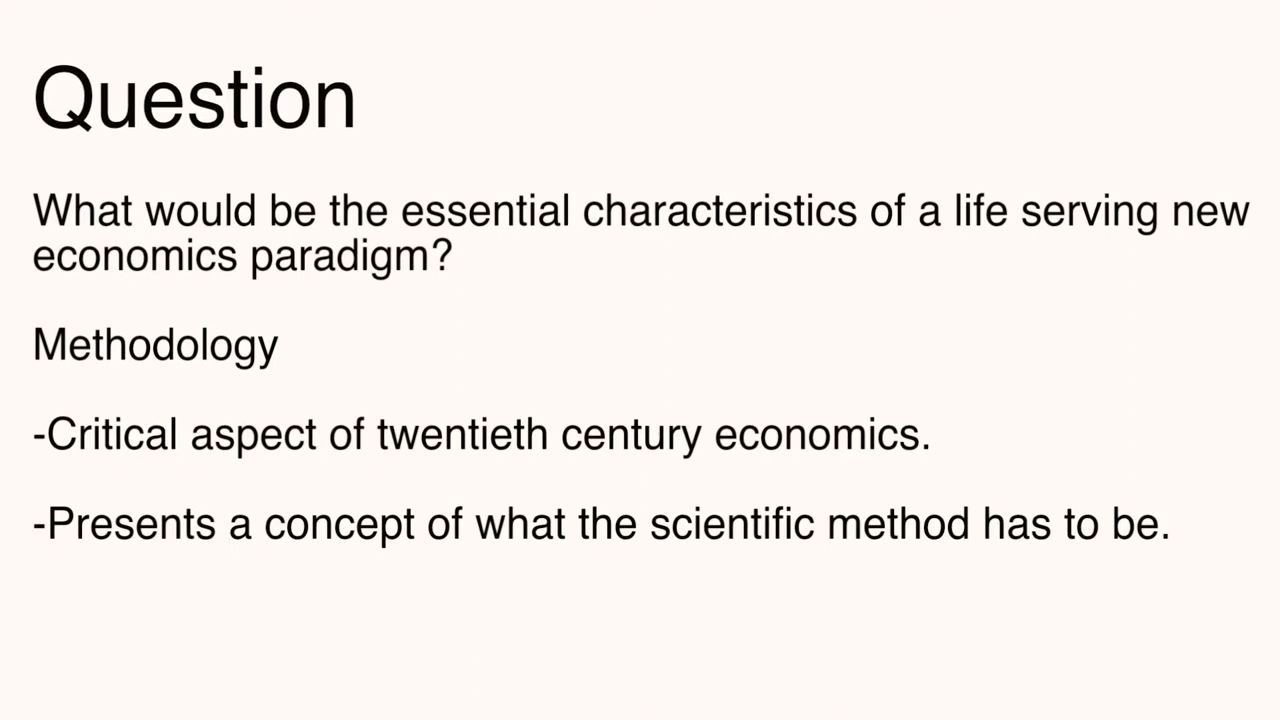 Question
What would be the essential characteristics of a life serving new
economics paradigm?
Methodology
-Critical aspect of twentieth century economics.
-Presents a concept of what the scientific method has to be.